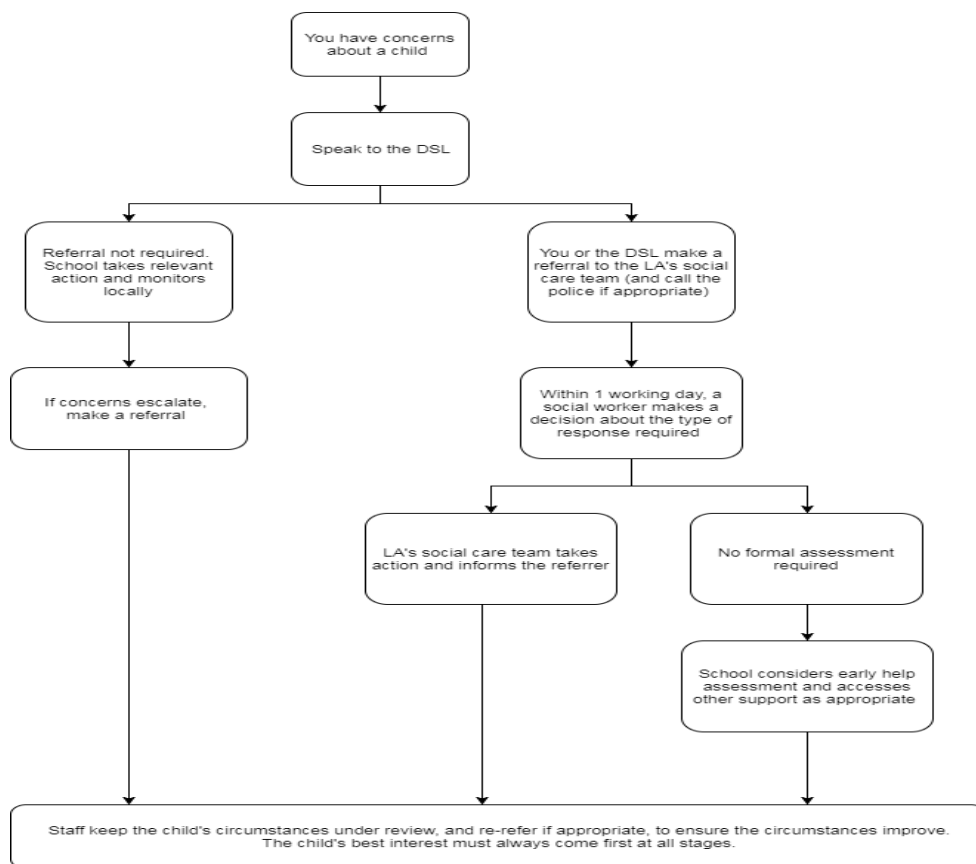 You have concerns
about a child
Speak to the DSL
Referral not required.
School takes relevant
action and monitors
locally
You or the DSL make a
referral to the LA's social
care team (and call the
police if appropriate)
If concerns escalate,
make a referral
Within 1 working day, a
social worker makes a
decision about the type of
response required
LA's social care team takes
action and informs the referrer
No formal assessment
required
School considers early help
assessment and accesses
other support as appropriate
Staff keep the child's circumstances under review, and re-refer if appropriate, to ensure the circumstances improve.
The child's best interest must always come first at all stages.